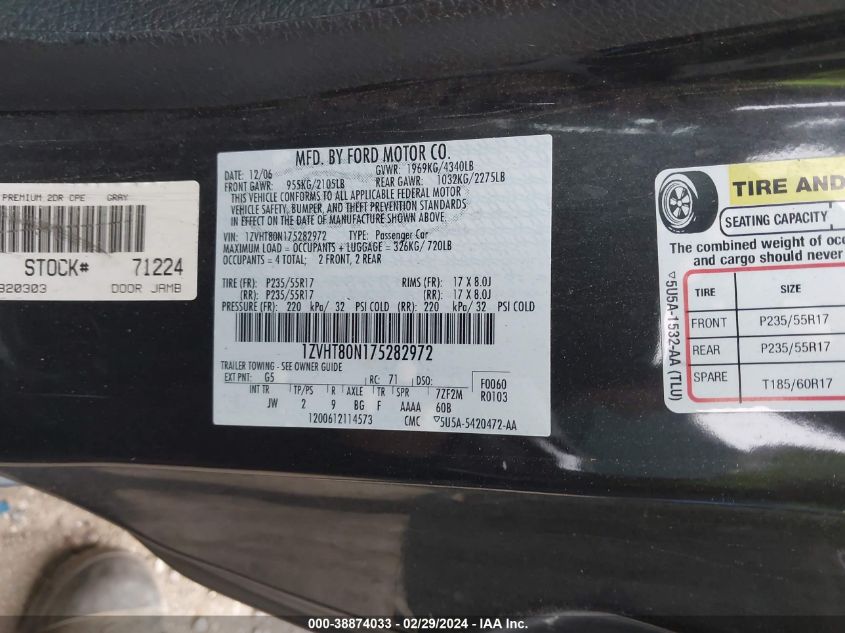 PREMIUM 2DR CPE GRAY
STOCK# 71224
820303 DOOR JAMB
MFD. BY FORD MOTOR CO.
DATE: 12/06 GVWR: 1969KG/4340LB
FRONT GAWR: 955KG/2105LB REAR GAWR: 1032KG/2275LB
THIS VEHICLE CONFORMS TO ALL APPLICABLE FEDERAL MOTOR
VEHICLE SAFETY, BUMPER, AND THEFT PREVENTION STANDARDS
IN EFFECT ON THE DATE OF MANUFACTURE SHOWN ABOVE.
VIN: 1ZVHT80N175282972 TYPE: Passenger Car
MAXIMUM LOAD = OCCUPANTS + LUGGAGE = 326KG/720LB
OCCUPANTS = 4 TOTAL; 2 FRONT, 2 REAR
TIRE (FR): P235/55R17 RIMS (FR): 17 X 8.0J
(RR): P235/55R17 (RR): 17 X 8.0J
PRESSURE (FR): 220 kPa/ 32 PSI COLD (RR): 220 kPa/ 32 PSI COLD
1ZVHT80N175282972
TRAILER TOWING - SEE OWNER GUIDE
EXT PNT: G5 RC: 71 DSO: F0060
INT TR TP/PS R AXLE TR SPR 7ZF2M R0103
JW 2 9 BG F AAAA 60B
1200612114573 CMC ▽5U5A-5420472-AA
TIRE AND
SEATING CAPACITY
The combined weight of occ
and cargo should never
TIRE SIZE
FRONT P235/55R17
REAR P235/55R17
SPARE T185/60R17
▽5U5A-1532-AA (TLU)
000-38874033 - 02/29/2024 - IAA Inc.